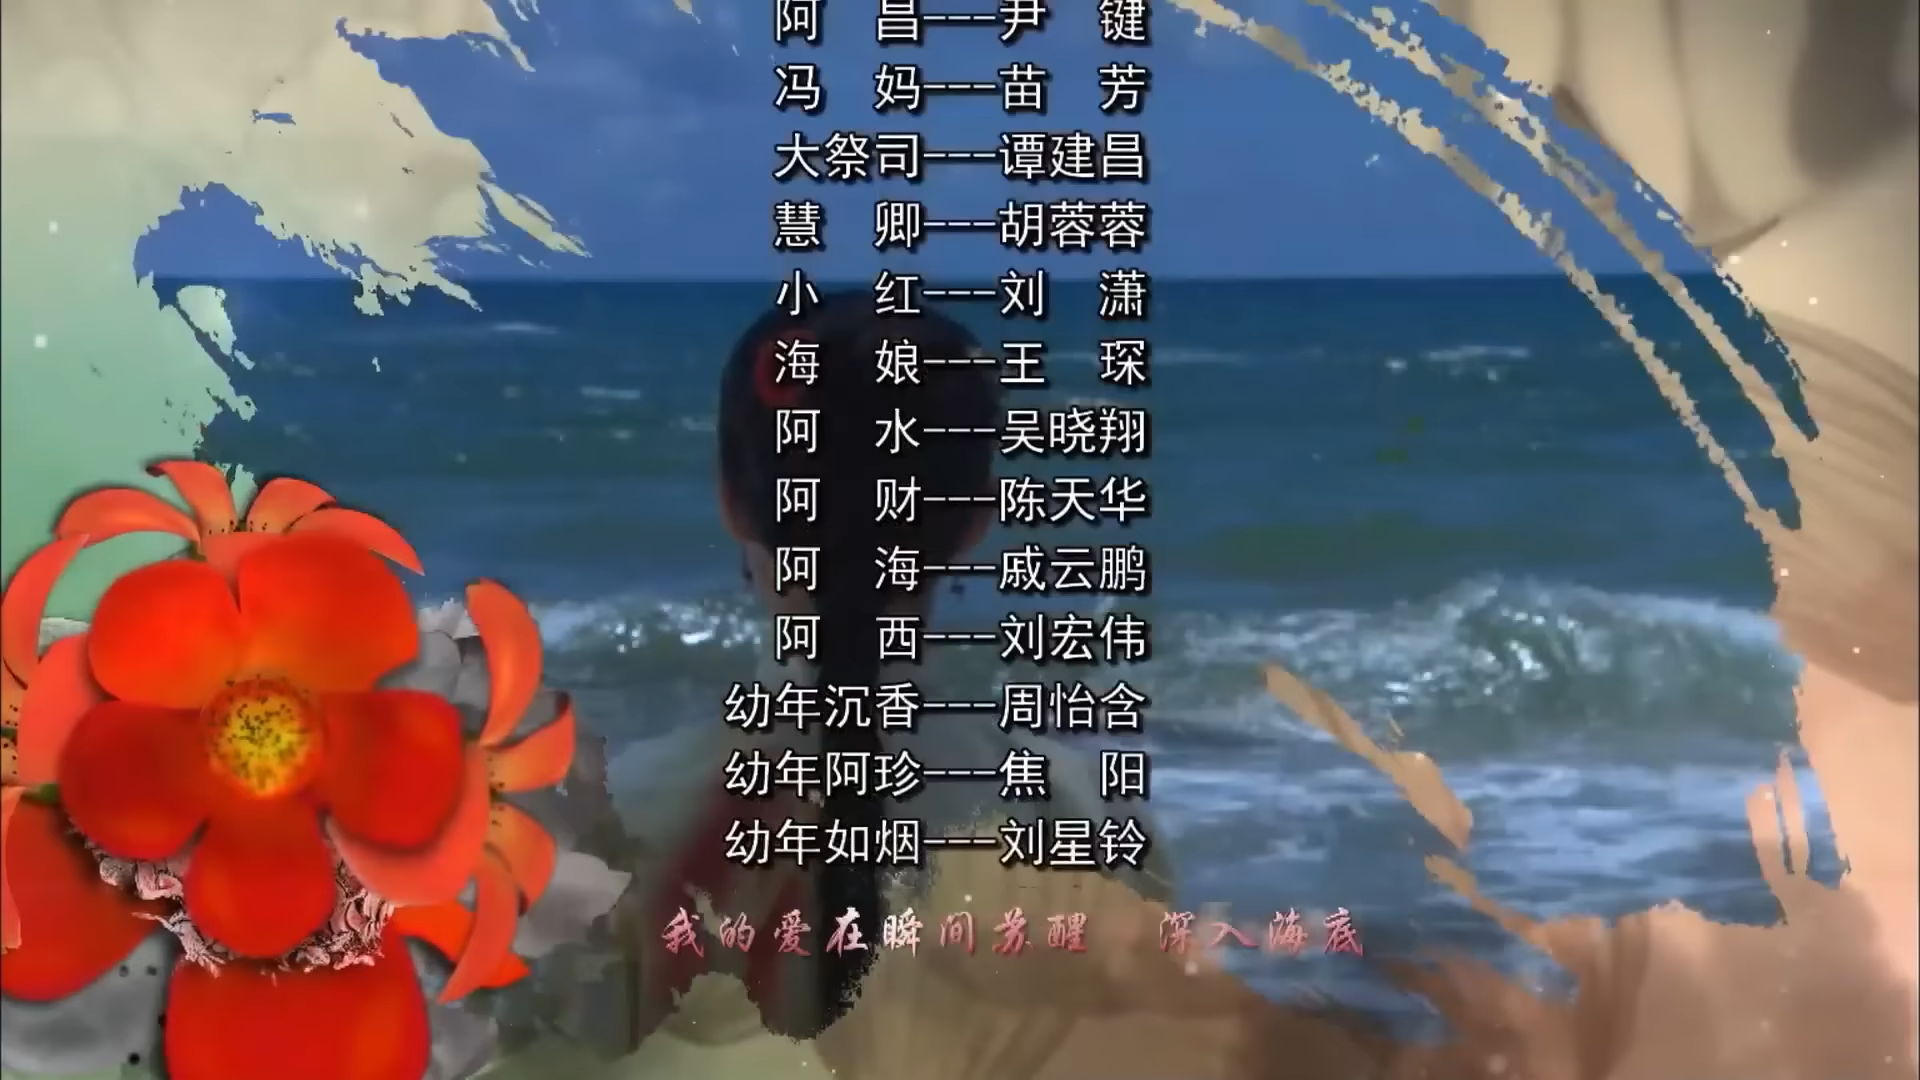 阿　昌---尹　键
冯　妈---苗　芳
大祭司---谭建昌
慧　卿---胡蓉蓉
小　红---刘　潇
海　娘---王　琛
阿　水---吴晓翔
阿　财---陈天华
阿　海---戚云鹏
阿　西---刘宏伟
幼年沉香---周怡含
幼年阿珍---焦　阳
幼年如烟---刘星铃
我的爱在瞬间苏醒　深入海底